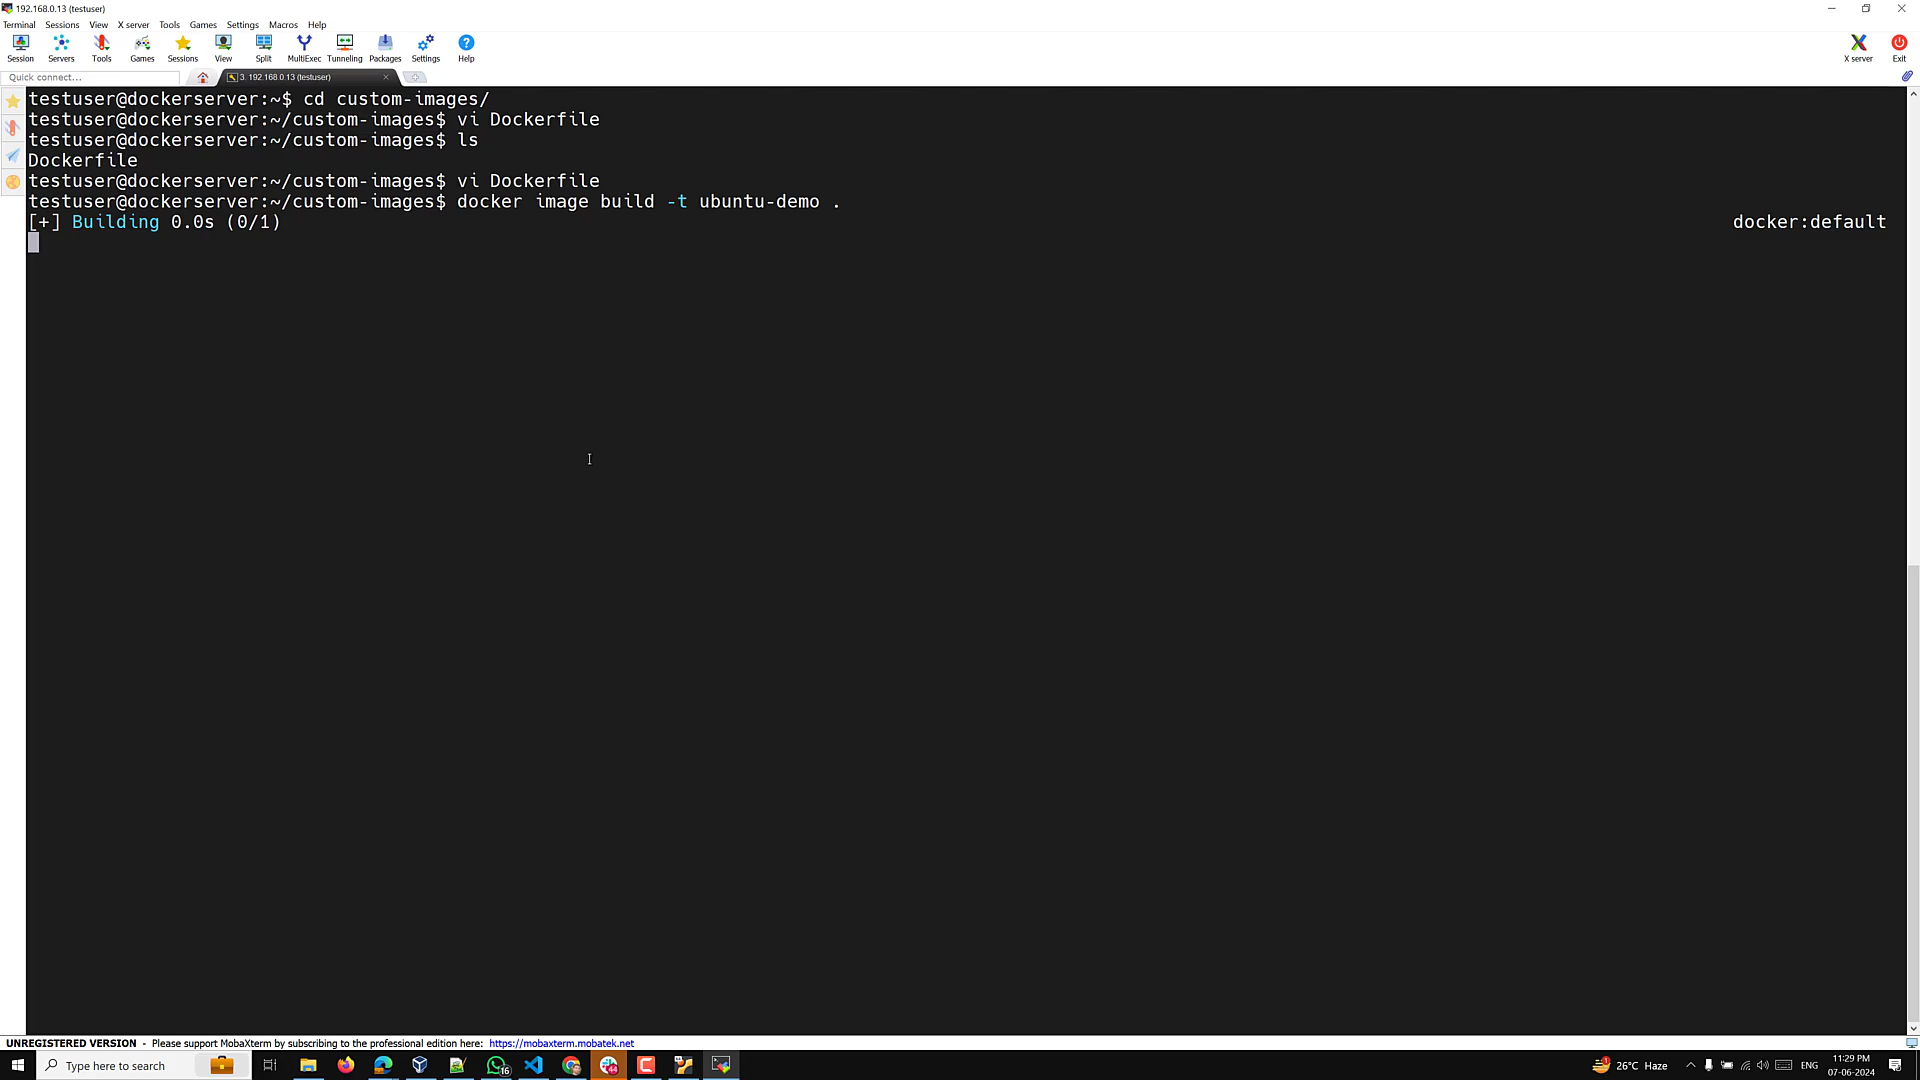 192.168.0.13 (testuser)
Terminal Sessions View X server Tools Games Settings Macros Help
Session Servers Tools Games Sessions View Split MultiExec Tunneling Packages Settings Help X server Exit
Quick connect... 3. 192.168.0.13 (testuser)
testuser@dockerserver:~$ cd custom-images/
testuser@dockerserver:~/custom-images$ vi Dockerfile
testuser@dockerserver:~/custom-images$ ls
Dockerfile
testuser@dockerserver:~/custom-images$ vi Dockerfile
testuser@dockerserver:~/custom-images$ docker image build -t ubuntu-demo .
[+] Building 0.0s (0/1) docker:default
UNREGISTERED VERSION - Please support MobaXterm by subscribing to the professional edition here: https://mobaxterm.mobatek.net
Type here to search 16 44 26°C Haze ENG 11:29 PM
07-06-2024